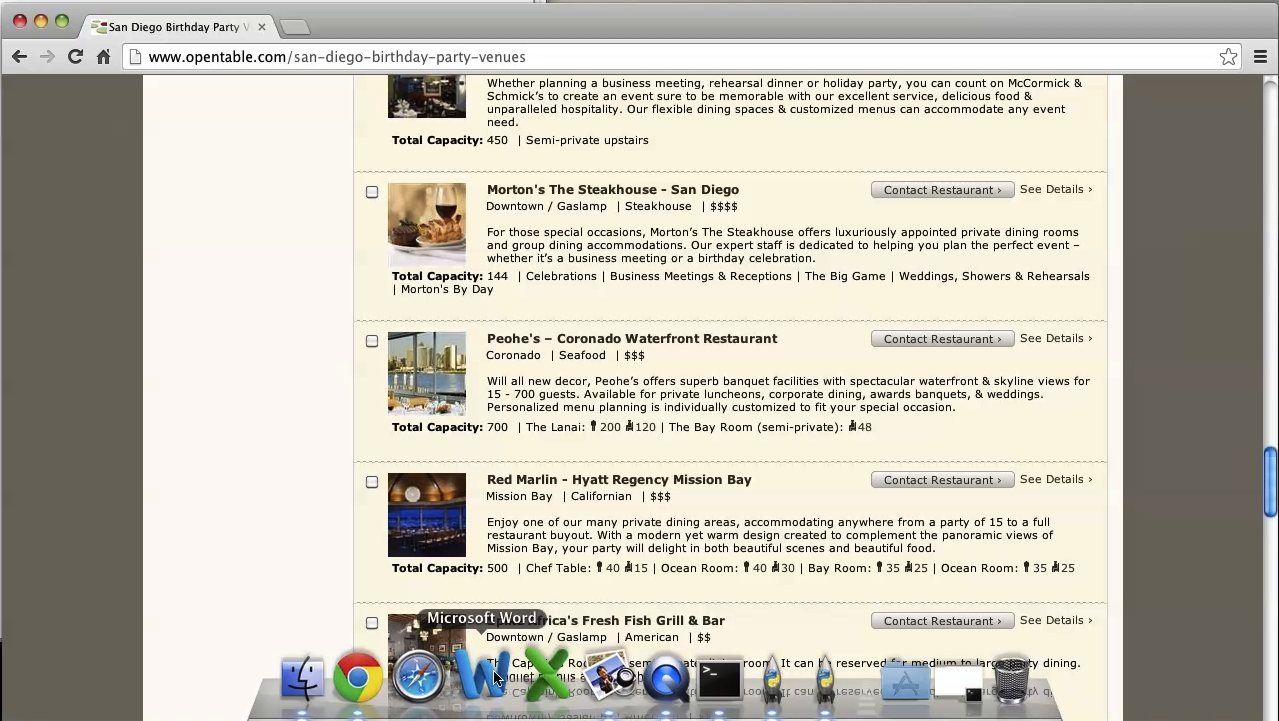 San Diego Birthday Party V
www.opentable.com/san-diego-birthday-party-venues
Whether planning a business meeting, rehearsal dinner or holiday party, you can count on McCormick &
Schmick's to create an event sure to be memorable with our excellent service, delicious food &
unparalleled hospitality. Our flexible dining spaces & customized menus can accommodate any event
need.
Total Capacity: 450 | Semi-private upstairs
Morton's The Steakhouse - San Diego
Contact Restaurant › See Details ›
Downtown / Gaslamp | Steakhouse | $$$$
For those special occasions, Morton's The Steakhouse offers luxuriously appointed private dining rooms
and group dining accommodations. Our expert staff is dedicated to helping you plan the perfect event –
whether it's a business meeting or a birthday celebration.
Total Capacity: 144 | Celebrations | Business Meetings & Receptions | The Big Game | Weddings, Showers & Rehearsals
| Morton's By Day
Peohe's – Coronado Waterfront Restaurant
Contact Restaurant › See Details ›
Coronado | Seafood | $$$
Will all new decor, Peohe's offers superb banquet facilities with spectacular waterfront & skyline views for
15 - 700 guests. Available for private luncheons, corporate dining, awards banquets, & weddings.
Personalized menu planning is individually customized to fit your special occasion.
Total Capacity: 700 | The Lanai: 200 120 | The Bay Room (semi-private): 48
Red Marlin - Hyatt Regency Mission Bay
Contact Restaurant › See Details ›
Mission Bay | Californian | $$$
Enjoy one of our many private dining areas, accommodating anywhere from a party of 15 to a full
restaurant buyout. With a modern yet warm design created to complement the panoramic views of
Mission Bay, your party will delight in both beautiful scenes and beautiful food.
Total Capacity: 500 | Chef Table: 40 15 | Ocean Room: 40 30 | Bay Room: 35 25 | Ocean Room: 35 25
Microsoft Word
Fresh Fish Grill & Bar
Contact Restaurant › See Details ›
Downtown / Gaslamp | American | $$
It can be reserved for medium to large party dining.